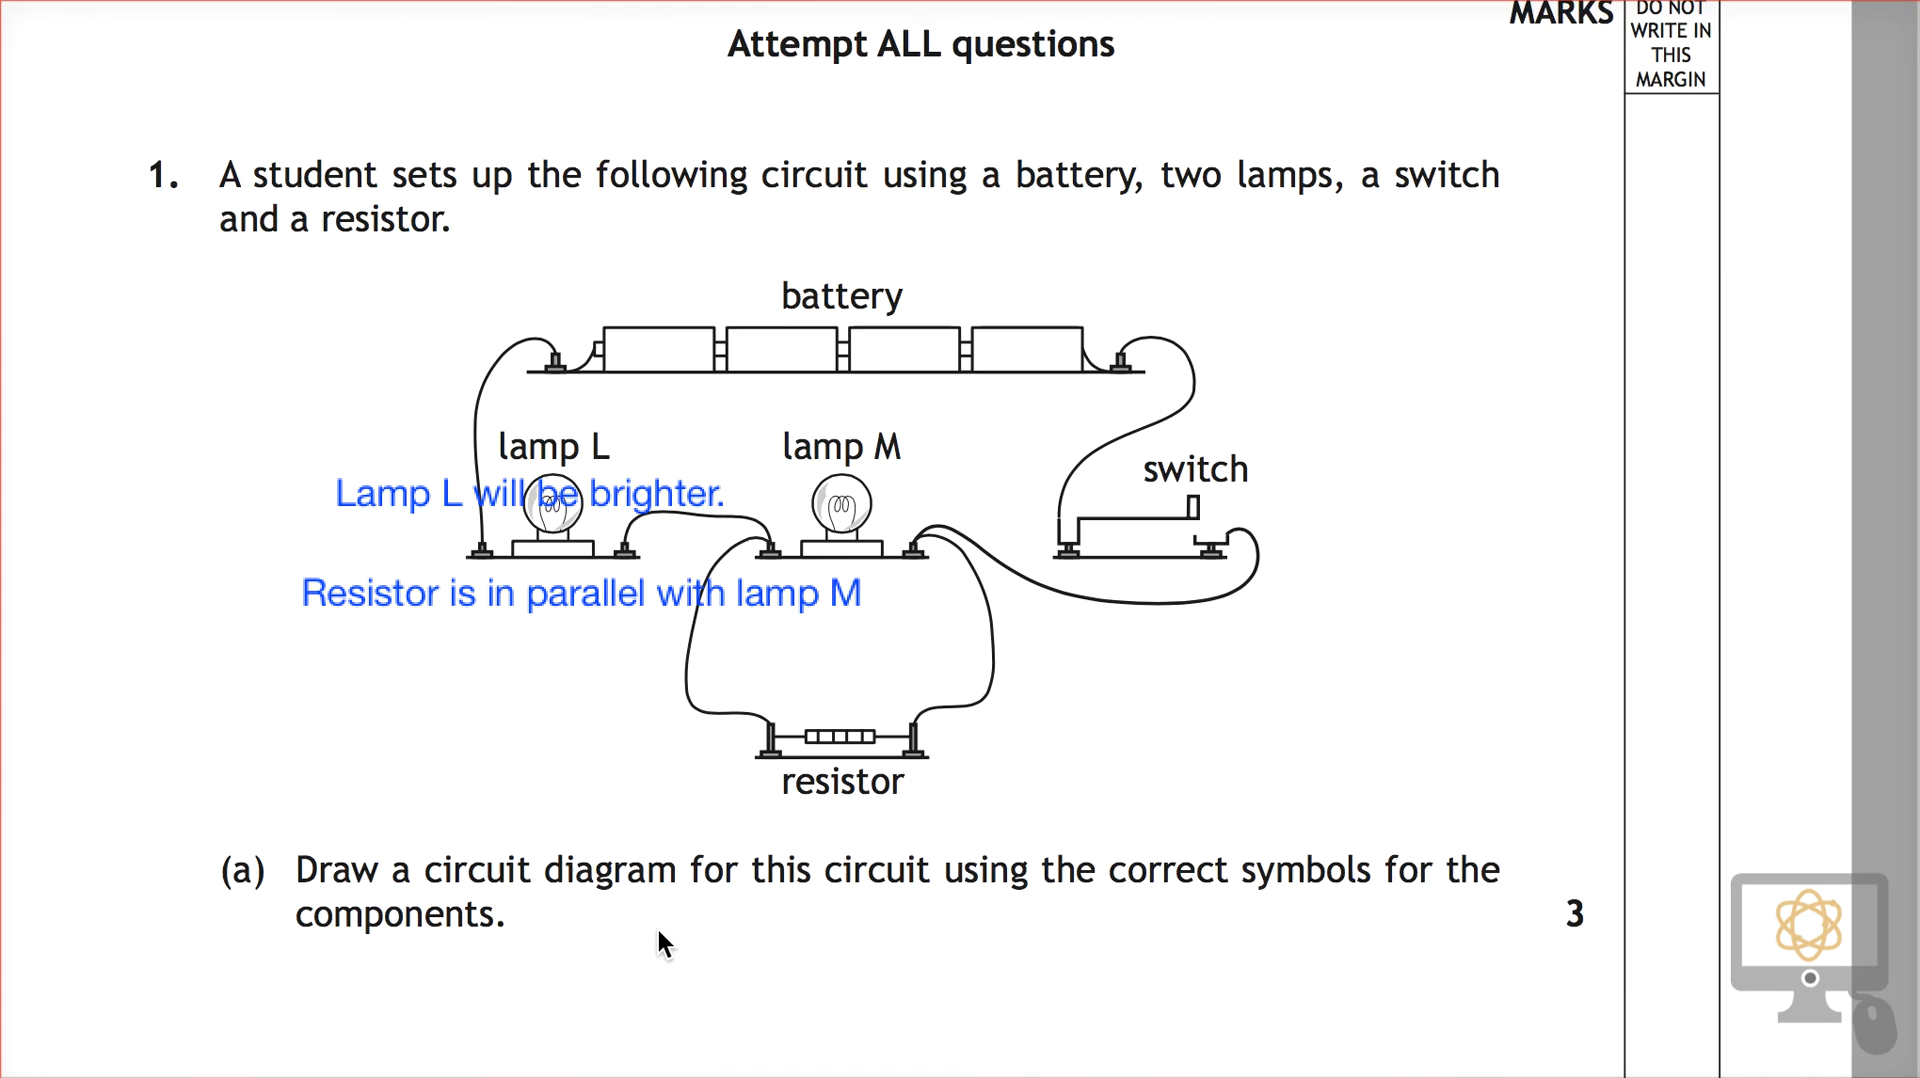 MARKS
DO NOT
WRITE IN
THIS
MARGIN
Attempt ALL questions
1. A student sets up the following circuit using a battery, two lamps, a switch
and a resistor.
battery
lamp L
lamp M
switch
Lamp L will be brighter.
Resistor is in parallel with lamp M
resistor
(a) Draw a circuit diagram for this circuit using the correct symbols for the
components.
3